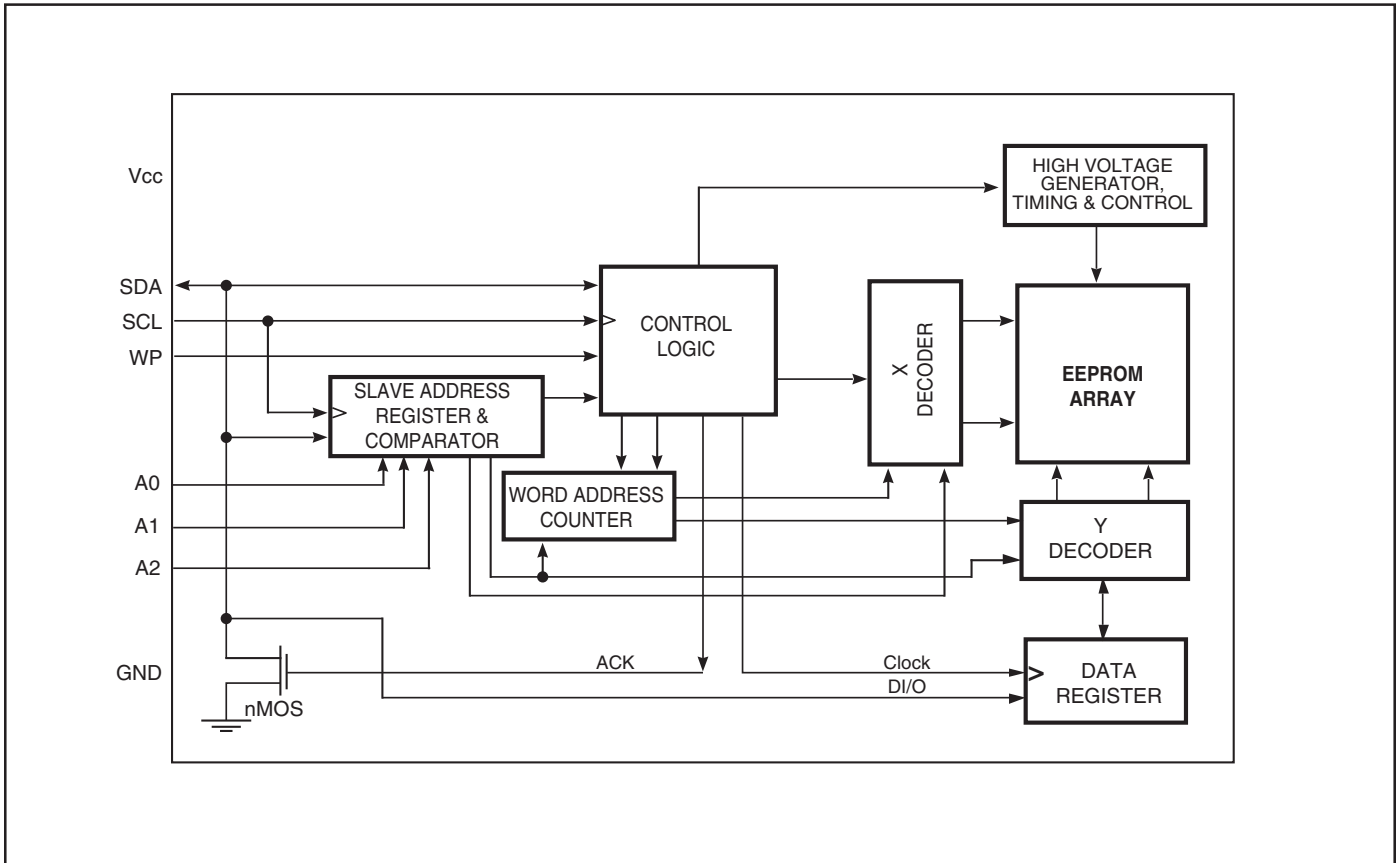 Vcc
HIGH VOLTAGE
GENERATOR,
TIMING & CONTROL
SDA
SCL
WP
CONTROL
LOGIC
X
DECODER
EEPROM
ARRAY
SLAVE ADDRESS
REGISTER &
COMPARATOR
A0
A1
A2
WORD ADDRESS
COUNTER
Y
DECODER
GND
nMOS
ACK
Clock
DI/O
DATA
REGISTER